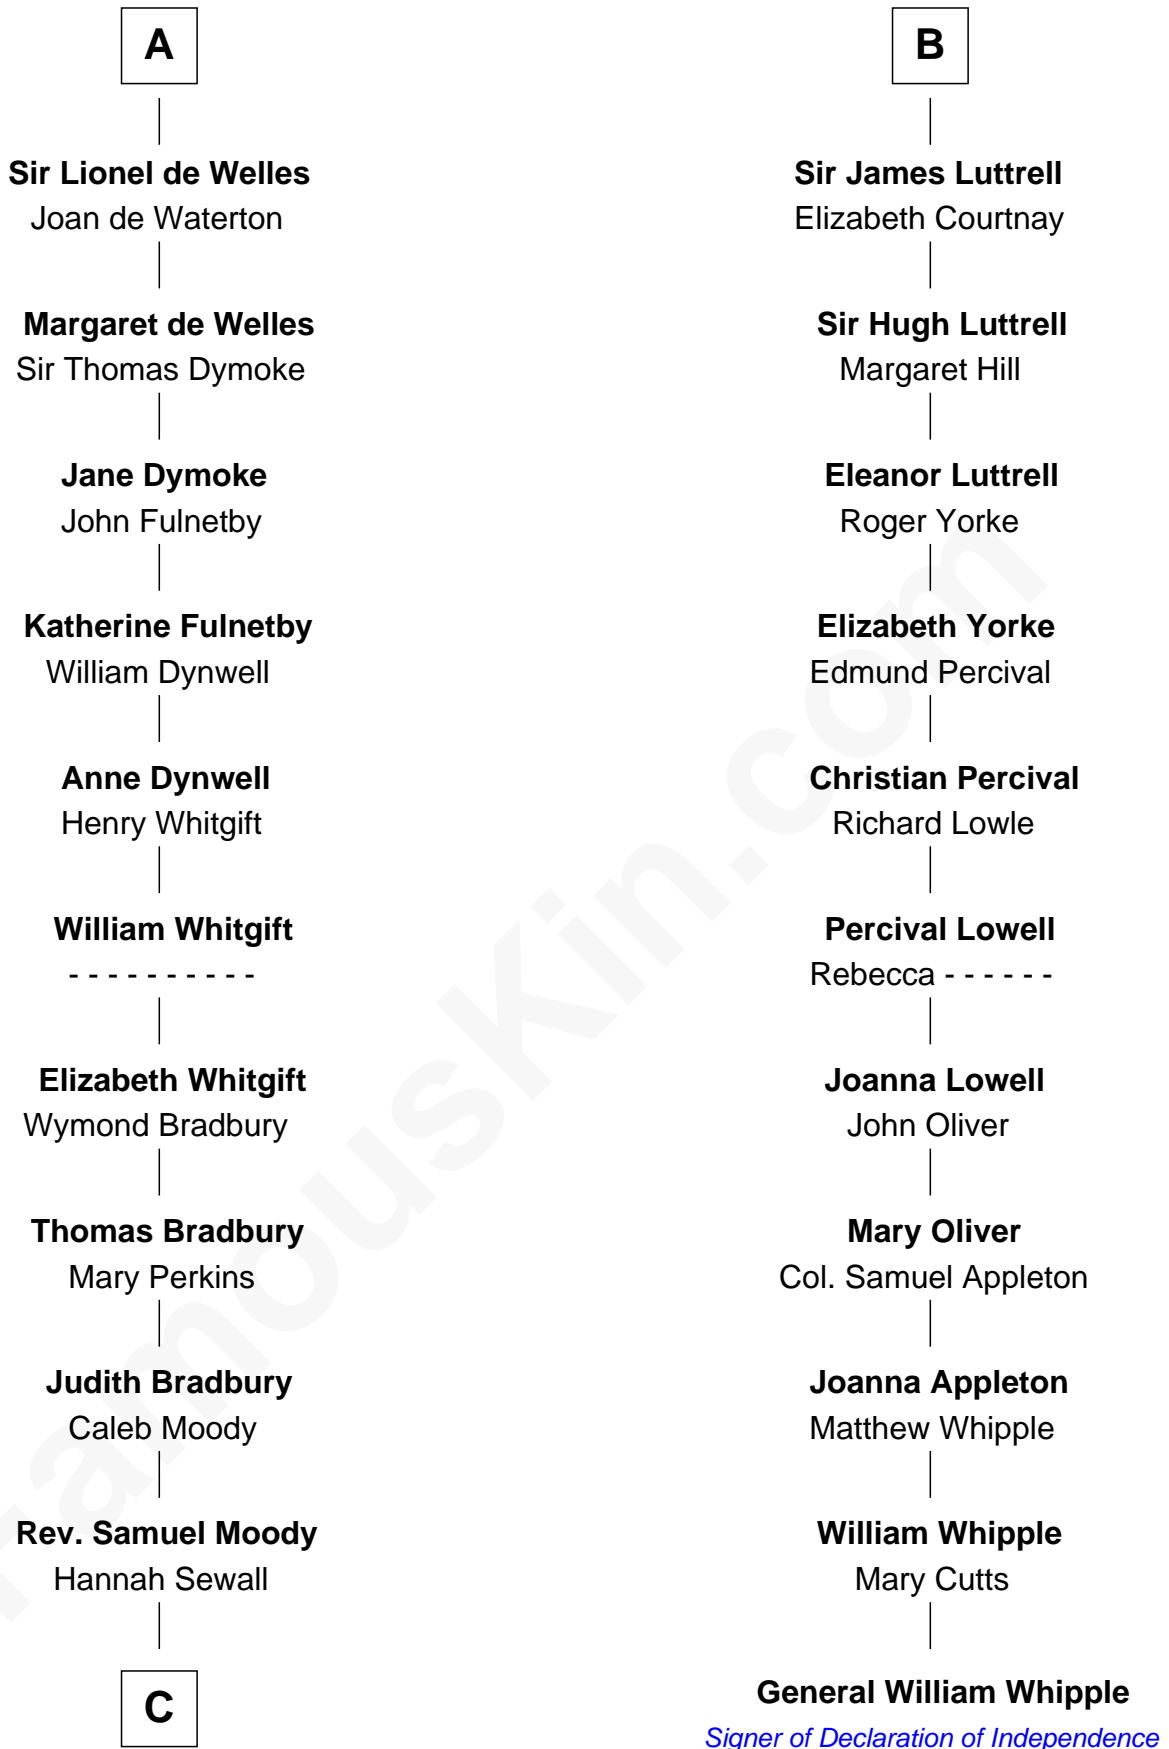 A
Sir Lionel de Welles
Joan de Waterton
Margaret de Welles
Sir Thomas Dymoke
Jane Dymoke
John Fulnetby
Katherine Fulnetby
William Dynwell
Anne Dynwell
Henry Whitgift
William Whitgift
- - - - - - - - - -
Elizabeth Whitgift
Wymond Bradbury
Thomas Bradbury
Mary Perkins
Judith Bradbury
Caleb Moody
Rev. Samuel Moody
Hannah Sewall
C
B
Sir James Luttrell
Elizabeth Courtnay
Sir Hugh Luttrell
Margaret Hill
Eleanor Luttrell
Roger Yorke
Elizabeth Yorke
Edmund Percival
Christian Percival
Richard Lowle
Percival Lowell
Rebecca - - - - - -
Joanna Lowell
John Oliver
Mary Oliver
Col. Samuel Appleton
Joanna Appleton
Matthew Whipple
William Whipple
Mary Cutts
General William Whipple
Signer of Declaration of Independence
FamousKin.com